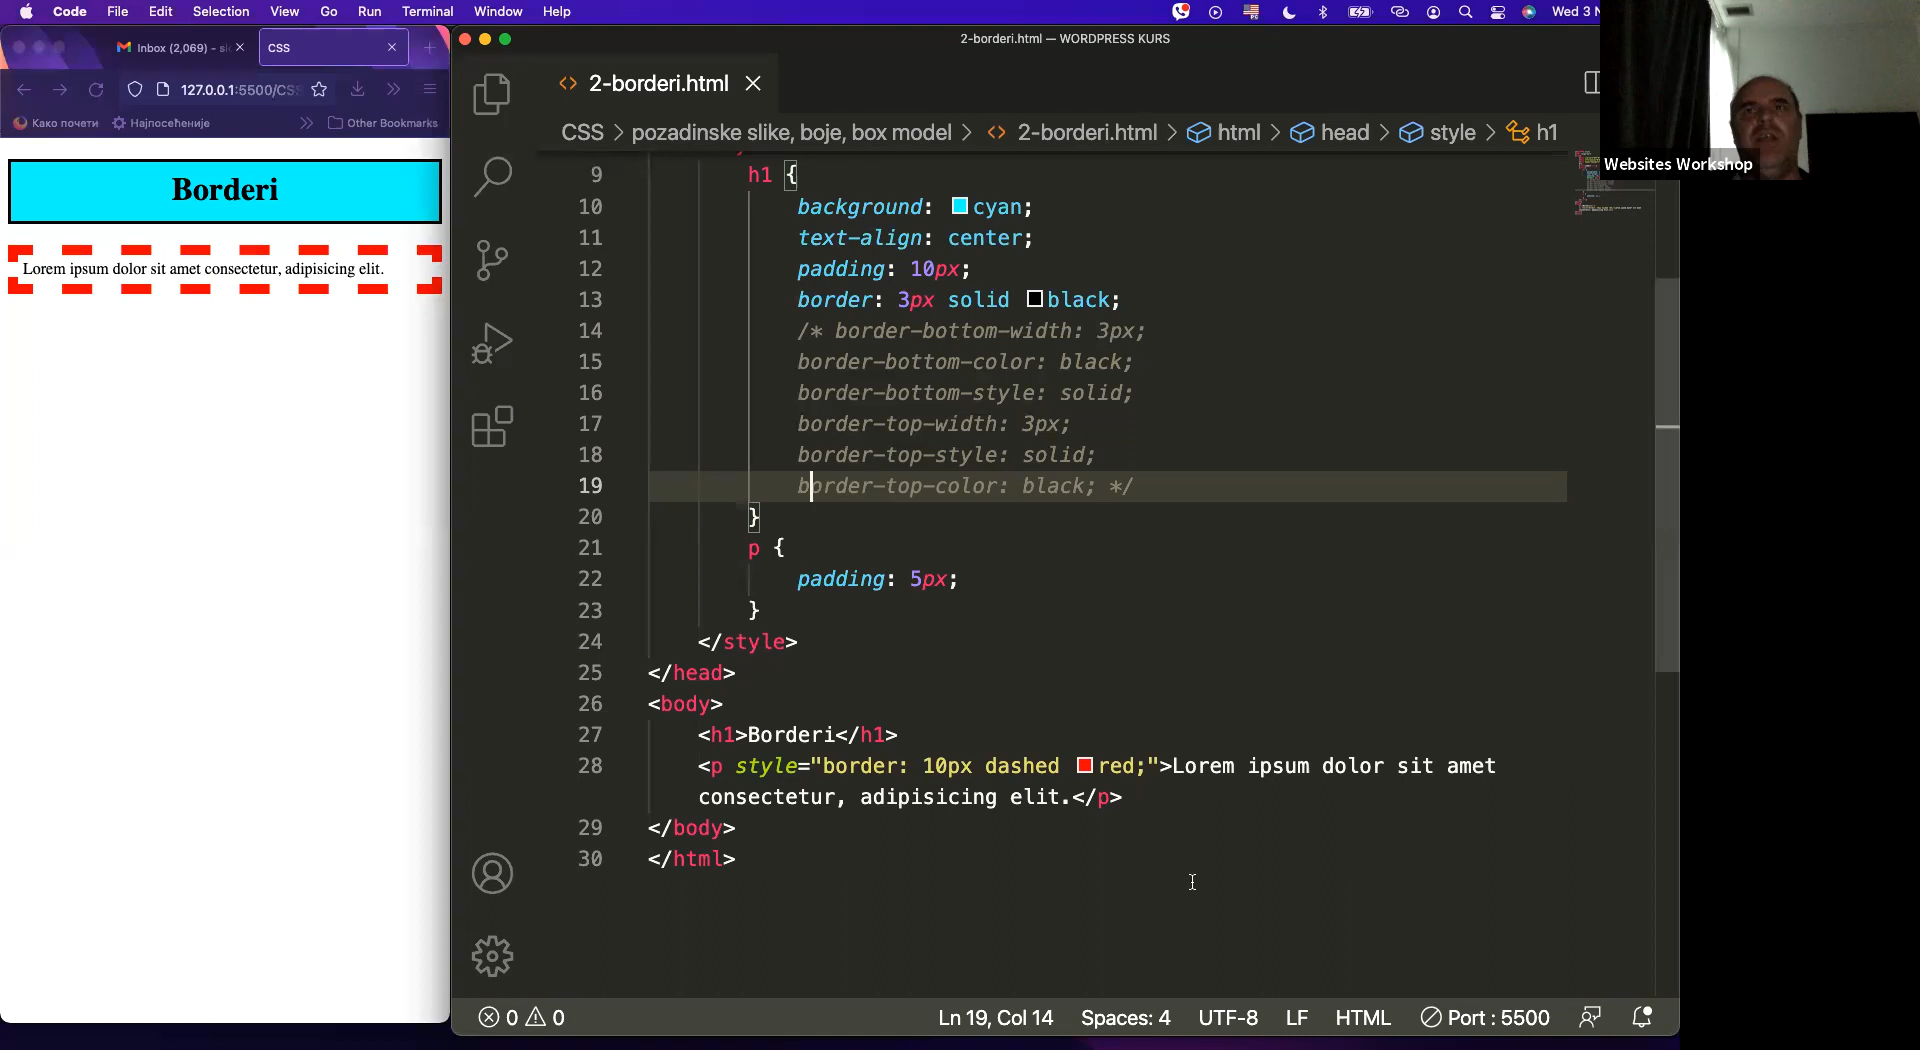 Code File Edit Selection View Go Run Terminal Window Help Wed 3 N
Inbox (2,069) - sl
CSS
127.0.0.1:5500/CSS
Како почети Најпосећеније Other Bookmarks
Borderi
Lorem ipsum dolor sit amet consectetur, adipisicing elit.
2-borderi.html — WORDPRESS KURS
2-borderi.html
CSS > pozadinske slike, boje, box model > 2-borderi.html > html > head > style > h1
9 h1 {
10 background: cyan;
11 text-align: center;
12 padding: 10px;
13 border: 3px solid black;
14 /* border-bottom-width: 3px;
15 border-bottom-color: black;
16 border-bottom-style: solid;
17 border-top-width: 3px;
18 border-top-style: solid;
19 border-top-color: black; */
20 }
21 p {
22 padding: 5px;
23 }
24 </style>
25 </head>
26 <body>
27 <h1>Borderi</h1>
28 <p style="border: 10px dashed red;">Lorem ipsum dolor sit amet
consectetur, adipisicing elit.</p>
29 </body>
30 </html>
0 0 Ln 19, Col 14 Spaces: 4 UTF-8 LF HTML Port : 5500
Websites Workshop